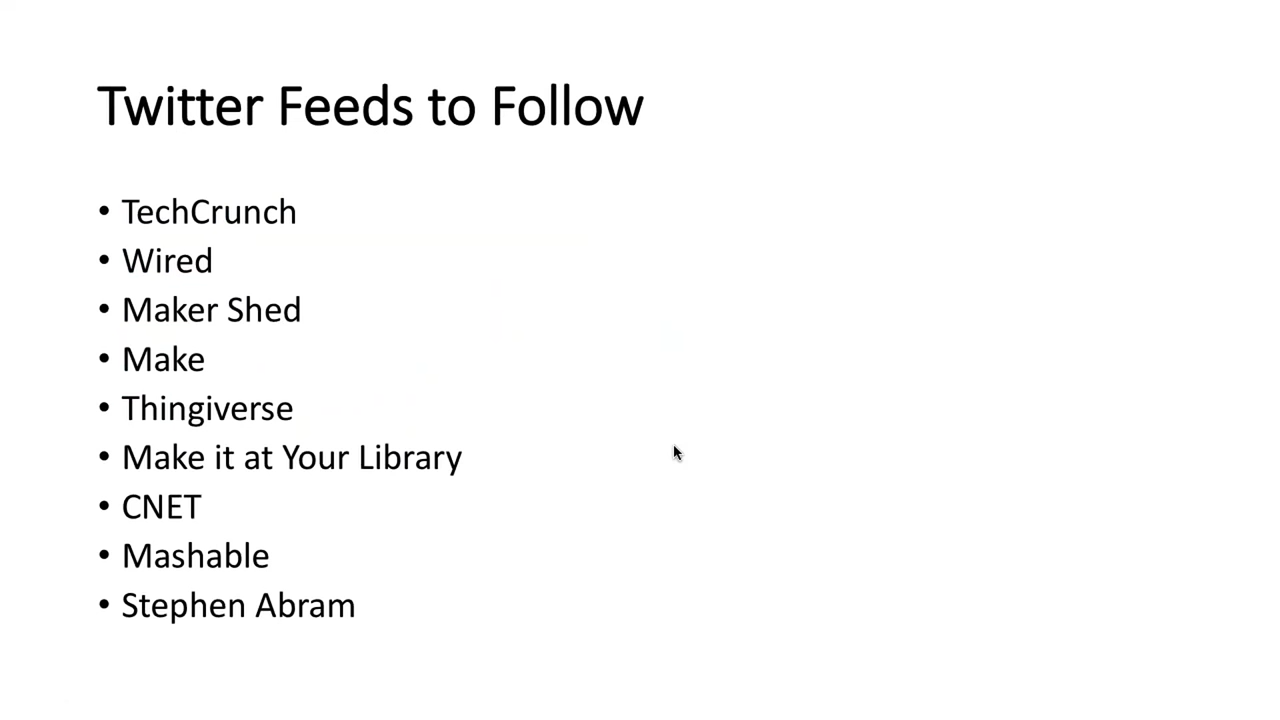 Twitter Feeds to Follow
• TechCrunch
• Wired
• Maker Shed
• Make
• Thingiverse
• Make it at Your Library
• CNET
• Mashable
• Stephen Abram